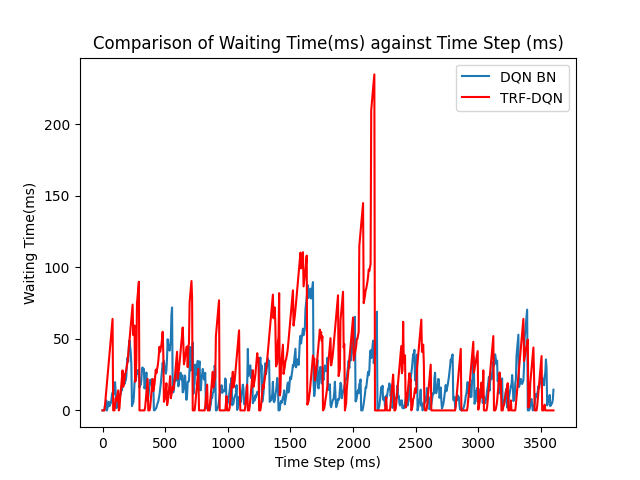 Comparison of Waiting Time(ms) against Time Step (ms)
DQN BN
TRF-DQN
200
150
100
50
0
Waiting Time(ms)
0 500 1000 1500 2000 2500 3000 3500
Time Step (ms)